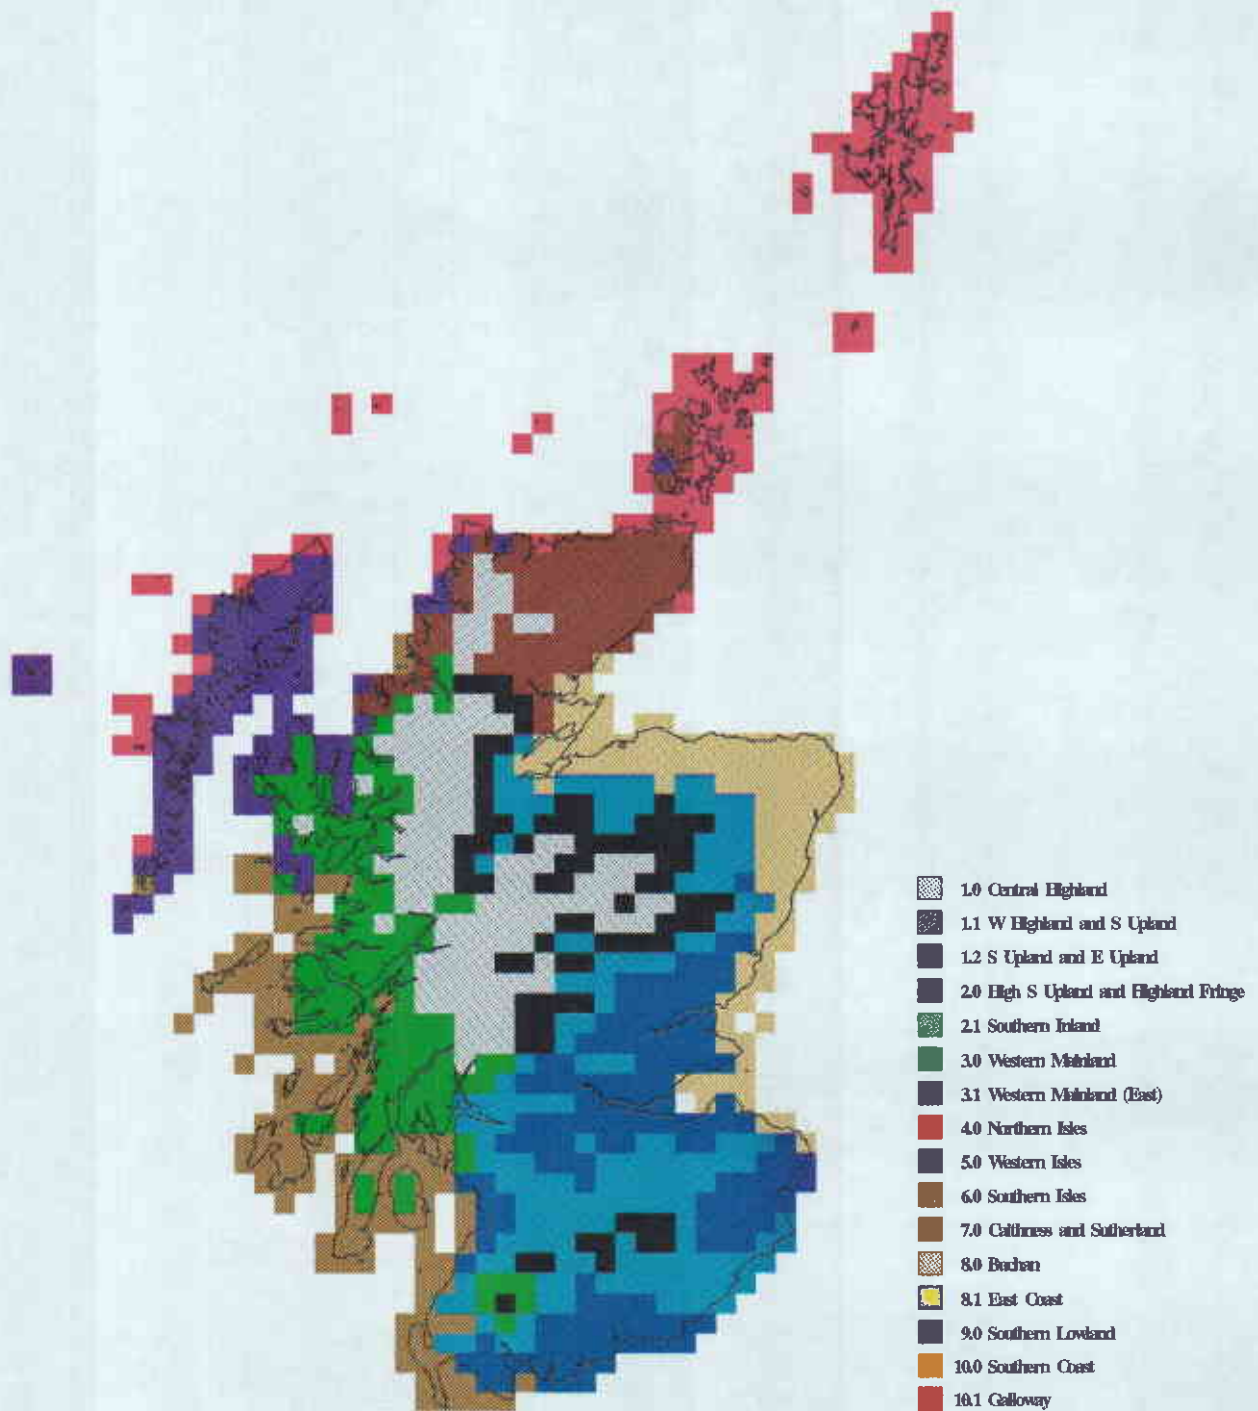 1.0 Central Highland
1.1 W Highland and S Upland
1.2 S Upland and E Upland
2.0 High S Upland and Highland Fringe
2.1 Southern Inland
3.0 Western Mainland
3.1 Western Mainland (East)
4.0 Northern Isles
5.0 Western Isles
6.0 Southern Isles
7.0 Caithness and Sutherland
8.0 Buchan
8.1 East Coast
9.0 Southern Lowland
10.0 Southern Coast
10.1 Galloway